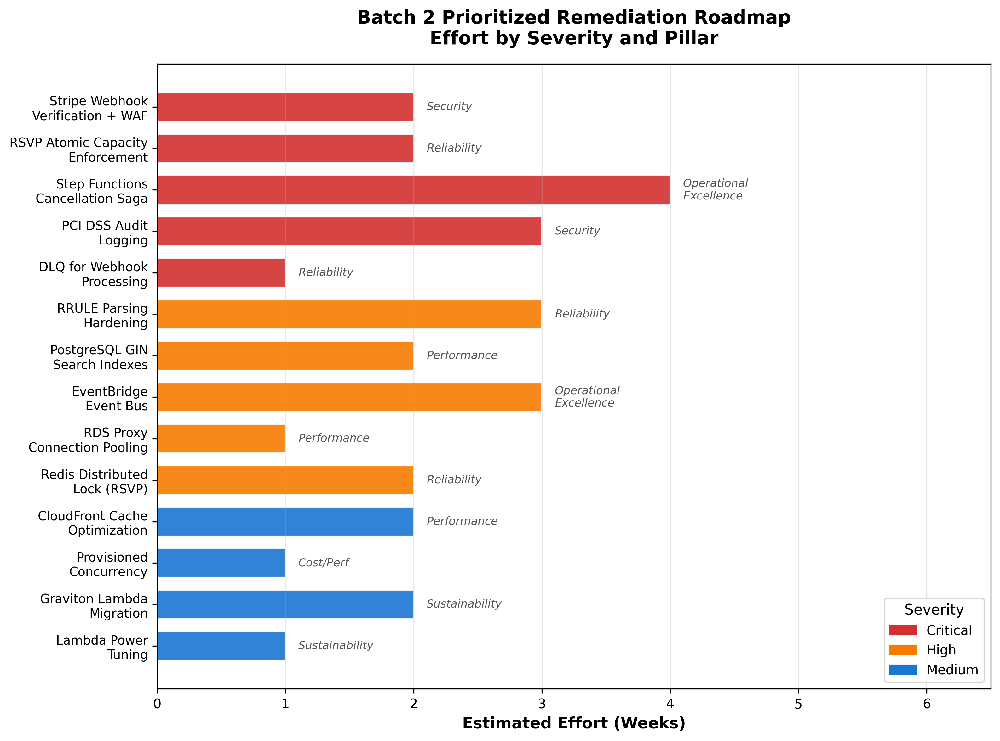 Batch 2 Prioritized Remediation Roadmap
Effort by Severity and Pillar
Stripe Webhook
Verification + WAF
Security
RSVP Atomic Capacity
Enforcement
Reliability
Step Functions
Cancellation Saga
Operational
Excellence
PCI DSS Audit
Logging
Security
DLQ for Webhook
Processing
Reliability
RRULE Parsing
Hardening
Reliability
PostgreSQL GIN
Search Indexes
Performance
EventBridge
Event Bus
Operational
Excellence
RDS Proxy
Connection Pooling
Performance
Redis Distributed
Lock (RSVP)
Reliability
CloudFront Cache
Optimization
Performance
Provisioned
Concurrency
Cost/Perf
Graviton Lambda
Migration
Sustainability
Lambda Power
Tuning
Sustainability
Severity
Critical
High
Medium
0 1 2 3 4 5 6
Estimated Effort (Weeks)